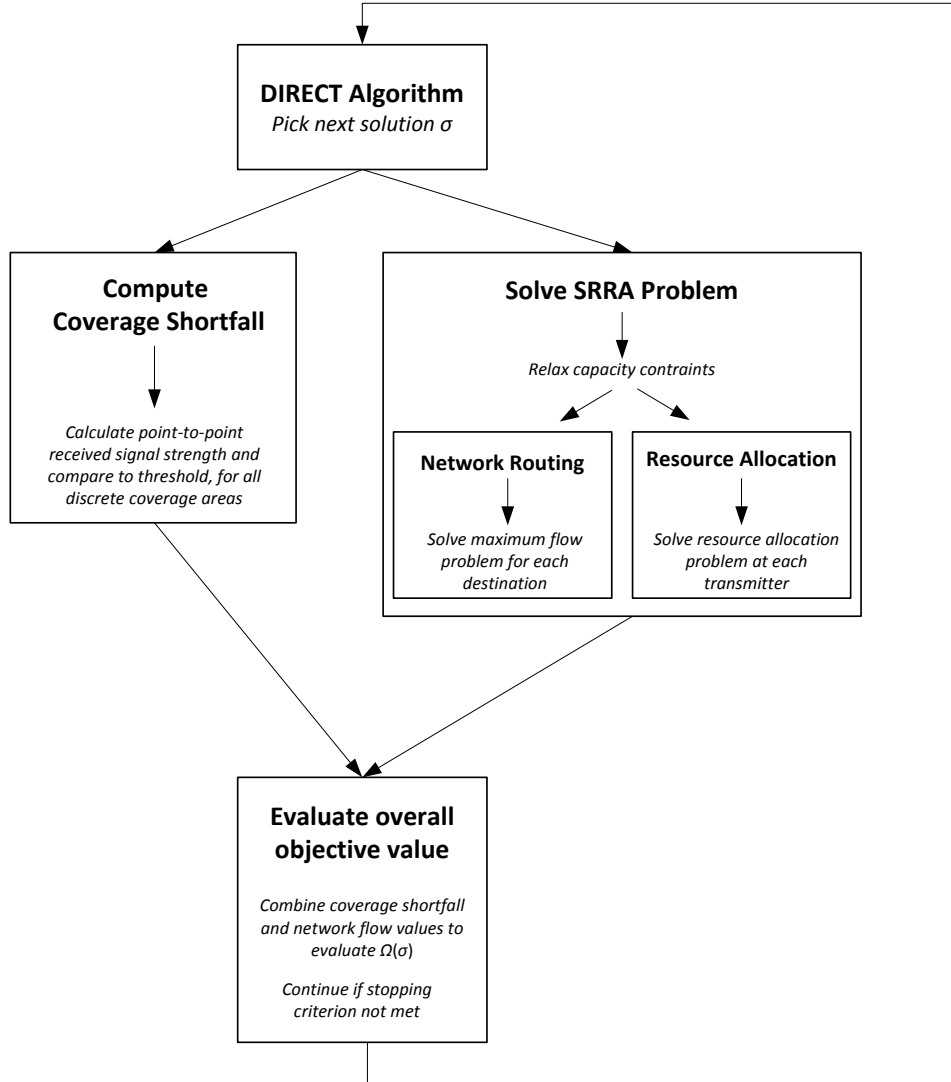 DIRECT Algorithm
Pick next solution σ
Compute
Coverage Shortfall
Calculate point-to-point
received signal strength and
compare to threshold, for all
discrete coverage areas
Solve SRRA Problem
Relax capacity contraints
Network Routing
Solve maximum flow
problem for each
destination
Resource Allocation
Solve resource allocation
problem at each
transmitter
Evaluate overall
objective value
Combine coverage shortfall
and network flow values to
evaluate Ω(σ)
Continue if stopping
criterion not met